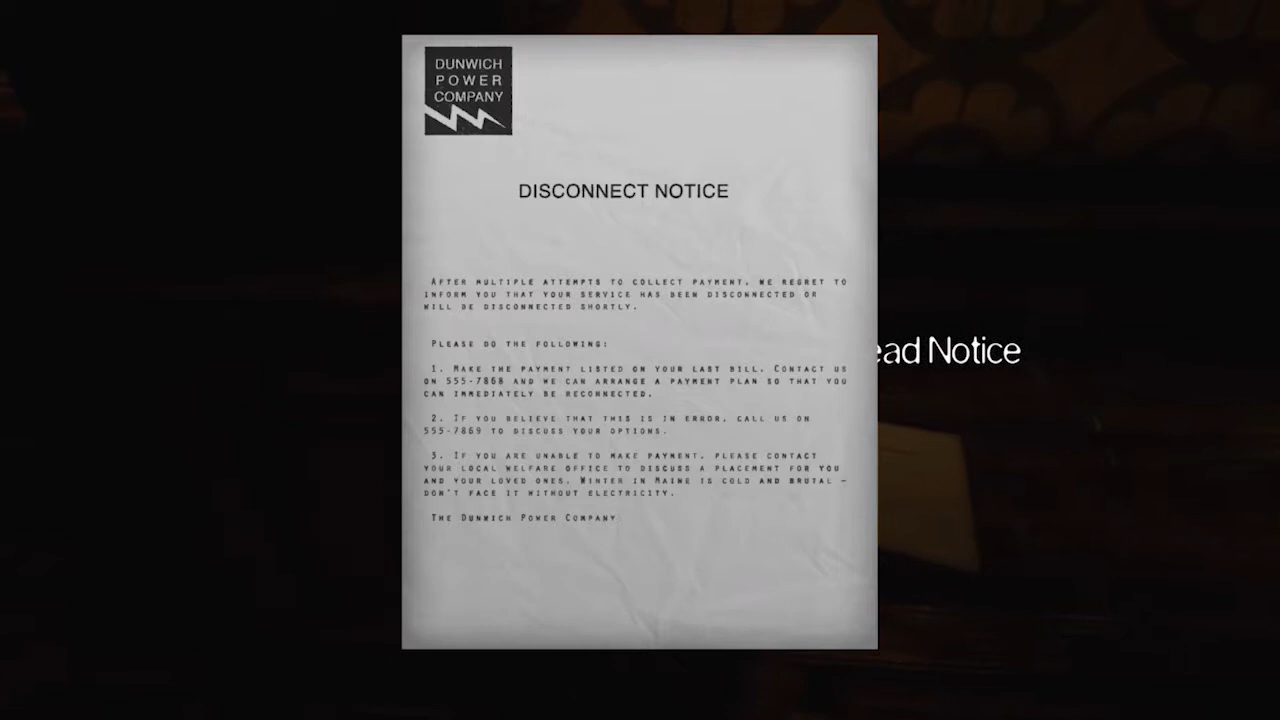 DUNWICH
POWER
COMPANY
DISCONNECT NOTICE
AFTER MULTIPLE ATTEMPTS TO COLLECT PAYMENT, WE REGRET TO
INFORM YOU THAT YOUR SERVICE HAS BEEN DISCONNECTED OR
WILL BE DISCONNECTED SHORTLY.
PLEASE DO THE FOLLOWING:
1. MAKE THE PAYMENT LISTED ON YOUR LAST BILL. CONTACT US
ON 555-7868 AND WE CAN ARRANGE A PAYMENT PLAN SO THAT YOU
CAN IMMEDIATELY BE RECONNECTED.
2. IF YOU BELIEVE THAT THIS IS IN ERROR, CALL US ON
555-7869 TO DISCUSS YOUR OPTIONS.
3. IF YOU ARE UNABLE TO MAKE PAYMENT, PLEASE CONTACT
YOUR LOCAL WELFARE OFFICE TO DISCUSS A PLACEMENT FOR YOU
AND YOUR LOVED ONES. WINTER IN MAINE IS COLD AND BRUTAL -
DON'T FACE IT WITHOUT ELECTRICITY.
THE DUNWICH POWER COMPANY
ead Notice